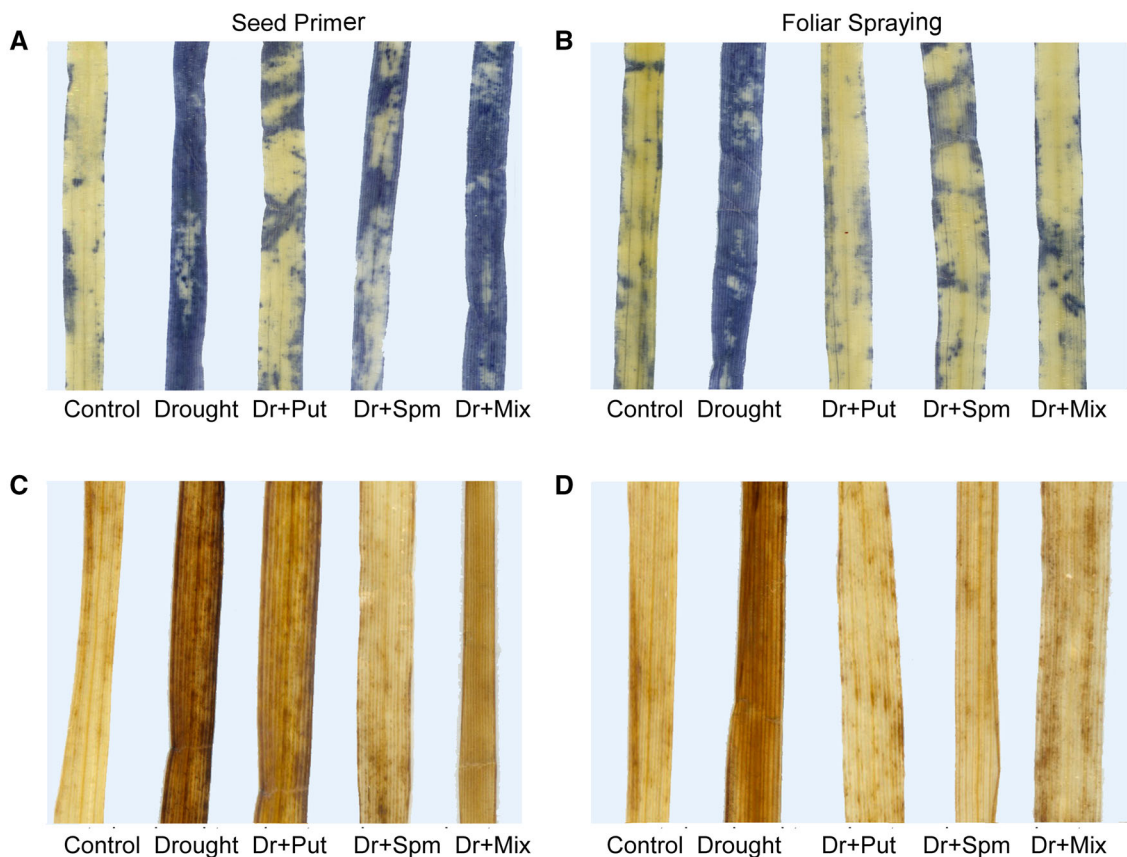 Seed Primer
Foliar Spraying
A
B
Control Drought Dr+Put Dr+Spm Dr+Mix
Control Drought Dr+Put Dr+Spm Dr+Mix
C
D
Control Drought Dr+Put Dr+Spm Dr+Mix
Control Drought Dr+Put Dr+Spm Dr+Mix